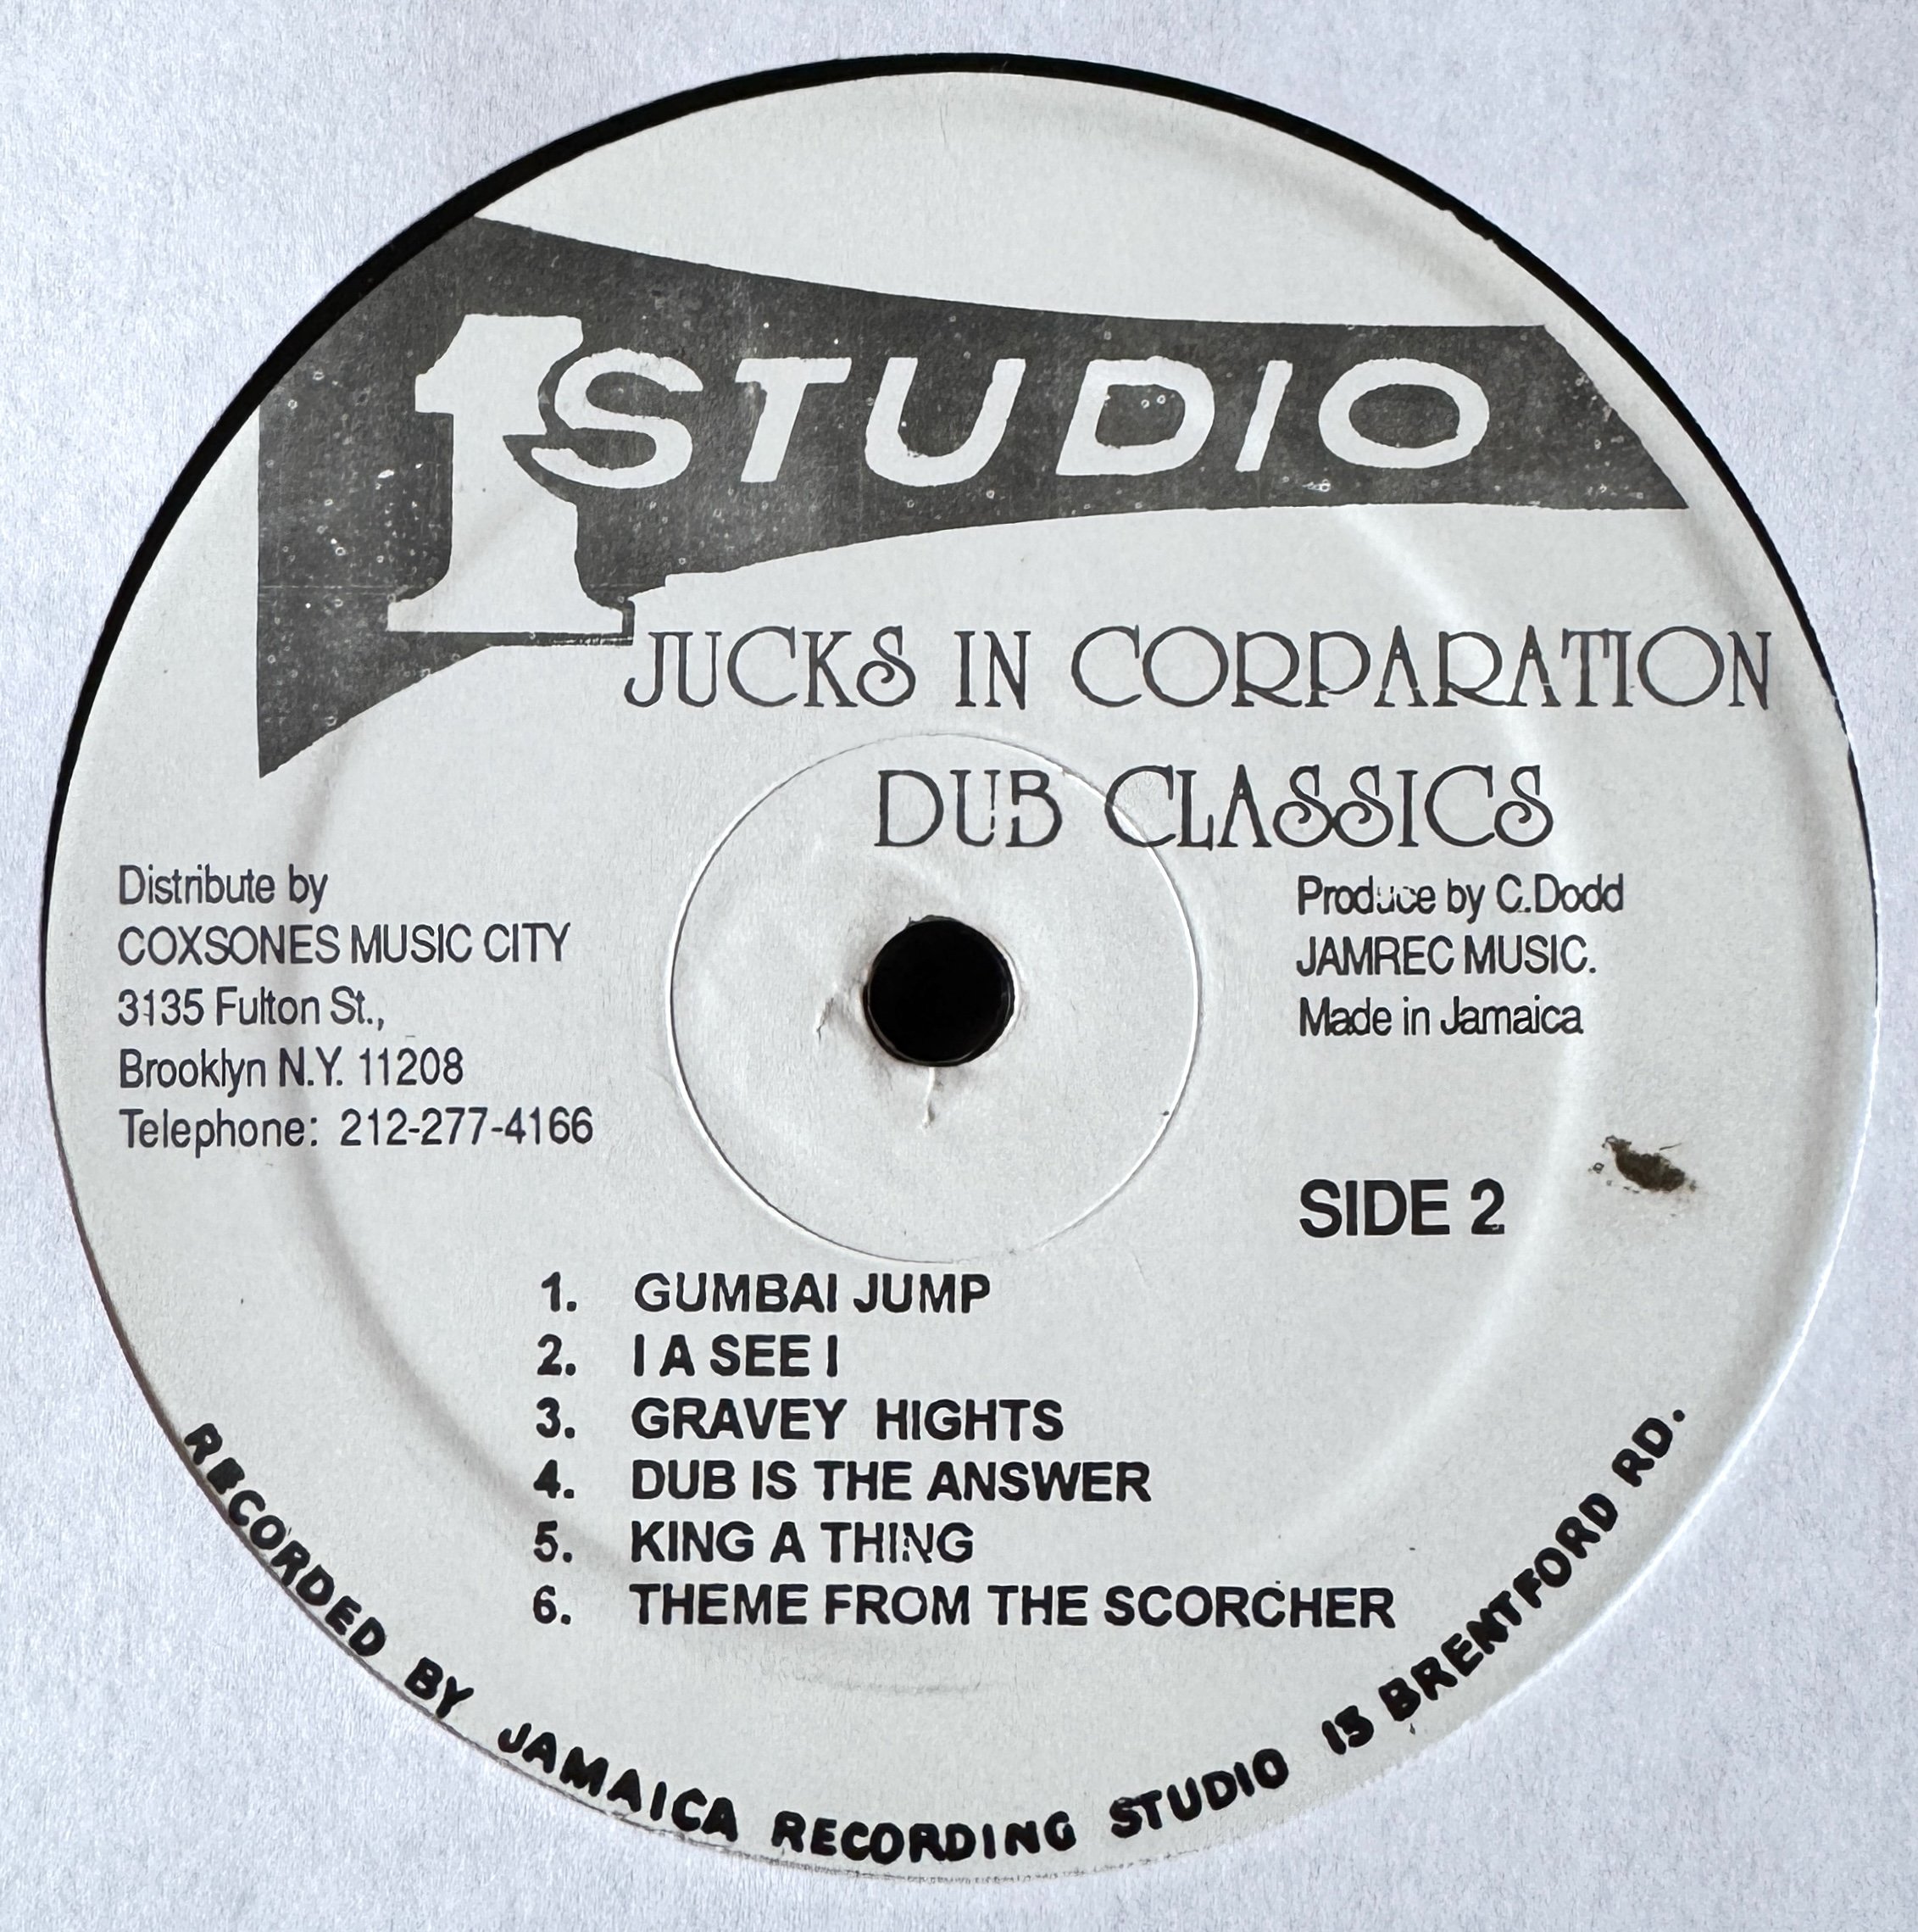 1 STUDIO
JUCKS IN CORPARATION
DUB CLASSICS
Distribute by
COXSONES MUSIC CITY
3135 Fulton St.,
Brooklyn N.Y. 11208
Telephone: 212-277-4166
Produce by C.Dodd
JAMREC MUSIC.
Made in Jamaica
SIDE 2
1. GUMBAI JUMP
2. I A SEE I
3. GRAVEY HIGHTS
4. DUB IS THE ANSWER
5. KING A THING
6. THEME FROM THE SCORCHER
RECORDED BY JAMAICA RECORDING STUDIO 13 BRENTFORD RD.